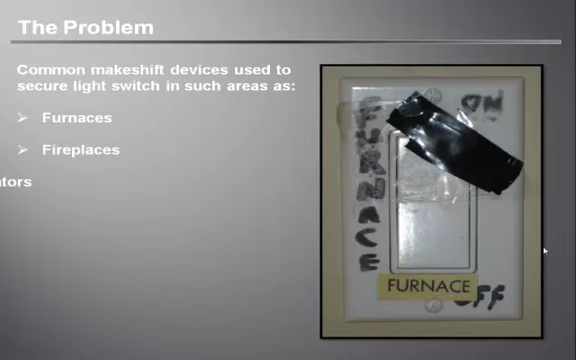 The Problem
Common makeshift devices used to
secure light switch in such areas as:
➢ Furnaces
➢ Fireplaces
ators
ON
FURNACE
FURNACE
OFF